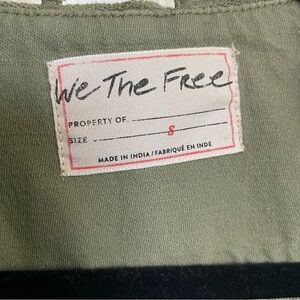 We The Free
PROPERTY OF
SIZE S
MADE IN INDIA / FABRIQUÉ EN INDE